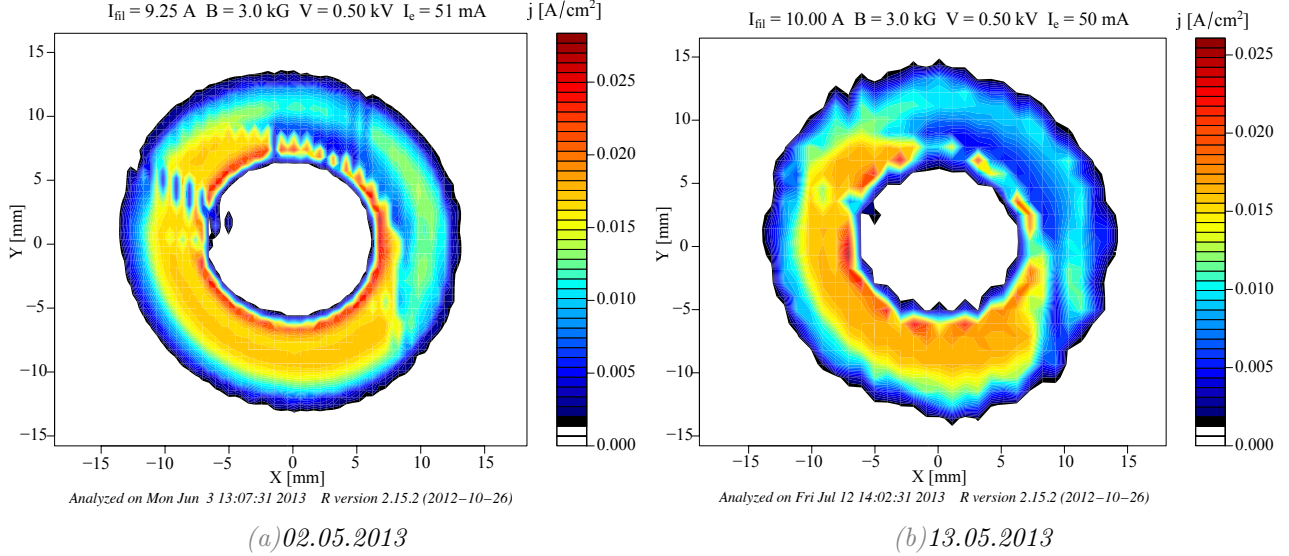 I_fil = 9.25 A B = 3.0 kG V = 0.50 kV I_e = 51 mA
j [A/cm²]
15
10
5
0
−5
−10
−15
Y [mm]
−15 −10 −5 0 5 10 15
X [mm]
0.025
0.020
0.015
0.010
0.005
0.000
Analyzed on Mon Jun 3 13:07:31 2013 R version 2.15.2 (2012−10−26)
(a) 02.05.2013
I_fil = 10.00 A B = 3.0 kG V = 0.50 kV I_e = 50 mA
j [A/cm²]
15
10
5
0
−5
−10
−15
Y [mm]
−15 −10 −5 0 5 10 15
X [mm]
0.025
0.020
0.015
0.010
0.005
0.000
Analyzed on Fri Jul 12 14:02:31 2013 R version 2.15.2 (2012−10−26)
(b) 13.05.2013